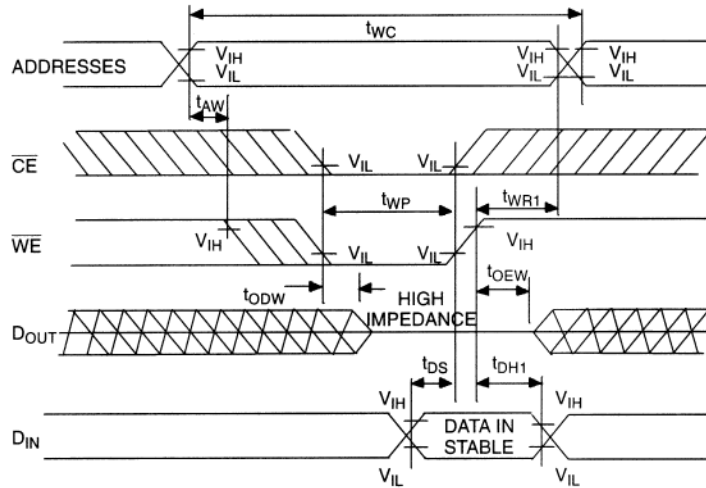 tWC
ADDRESSES
VIH
VIL
VIH
VIL
VIH
VIL
tAW
CE
VIL
VIL
tWP
tWR1
WE
VIH
VIL
VIL
VIH
tODW
HIGH
IMPEDANCE
tOEW
DOUT
tDS
tDH1
VIH
VIH
DIN
DATA IN
STABLE
VIL
VIL